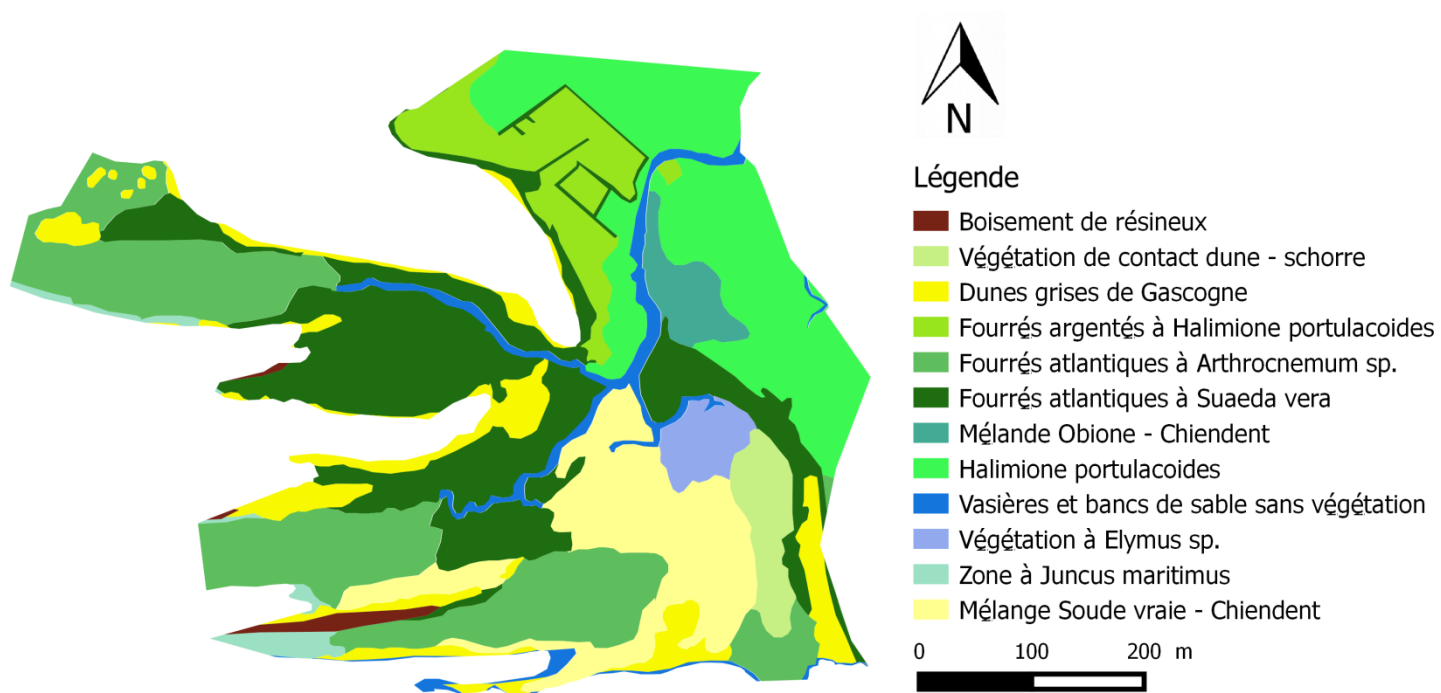 N
Légende
Boisement de résineux
Végétation de contact dune - schorre
Dunes grises de Gascogne
Fourrés argentés à Halimione portulacoides
Fourrés atlantiques à Arthrocnemum sp.
Fourrés atlantiques à Suaeda vera
Mélande Obione - Chiendent
Halimione portulacoides
Vasières et bancs de sable sans végétation
Végétation à Elymus sp.
Zone à Juncus maritimus
Mélange Soude vraie - Chiendent
0 100 200 m